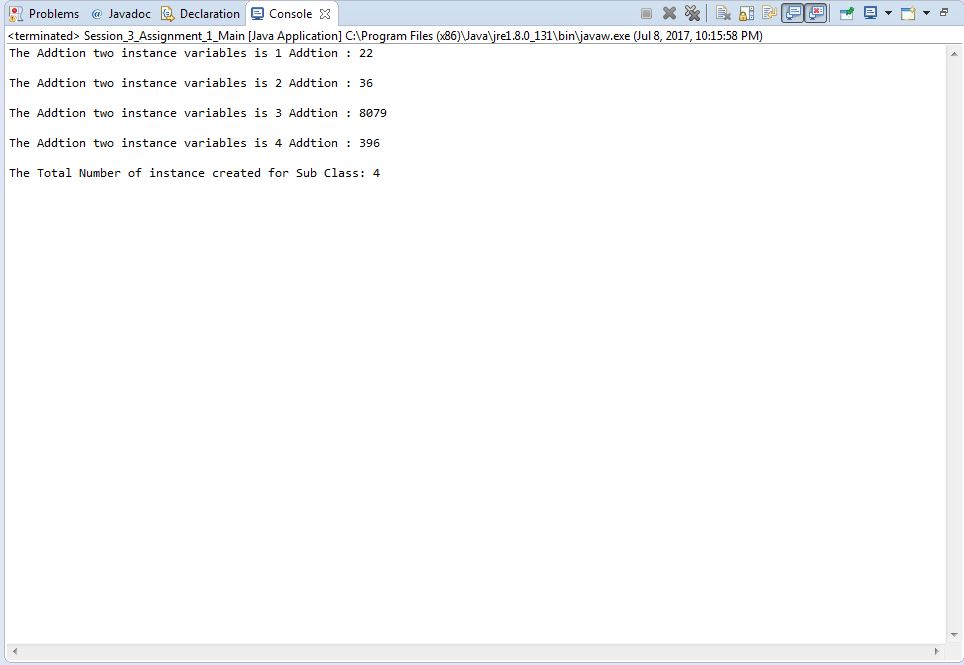 Problems @ Javadoc Declaration Console
<terminated> Session_3_Assignment_1_Main [Java Application] C:\Program Files (x86)\Java\jre1.8.0_131\bin\javaw.exe (Jul 8, 2017, 10:15:58 PM)
The Addtion two instance variables is 1 Addtion : 22
The Addtion two instance variables is 2 Addtion : 36
The Addtion two instance variables is 3 Addtion : 8079
The Addtion two instance variables is 4 Addtion : 396
The Total Number of instance created for Sub Class: 4